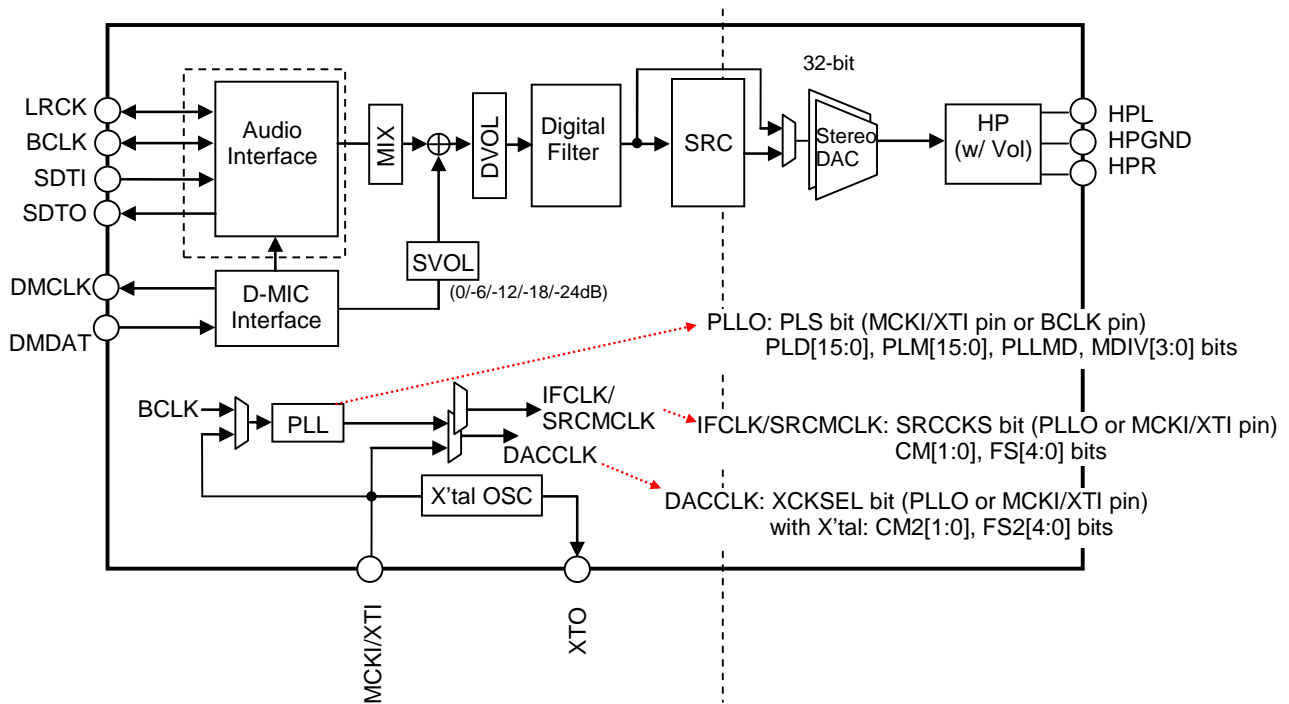 32-bit
LRCK
BCLK
SDTI
SDTO
DMCLK
DMDAT
Audio
Interface
MIX
DVOL
Digital
Filter
SRC
Stereo
DAC
HP
(w/ Vol)
HPL
HPGND
HPR
SVOL
(0/-6/-12/-18/-24dB)
D-MIC
Interface
PLLO: PLS bit (MCKI/XTI pin or BCLK pin)
PLD[15:0], PLM[15:0], PLLMD, MDIV[3:0] bits
BCLK
PLL
IFCLK/
SRCMCLK
DACCLK
IFCLK/SRCMCLK: SRCCKS bit (PLLO or MCKI/XTI pin)
CM[1:0], FS[4:0] bits
X'tal OSC
DACCLK: XCKSEL bit (PLLO or MCKI/XTI pin)
with X'tal: CM2[1:0], FS2[4:0] bits
MCKI/XTI
XTO